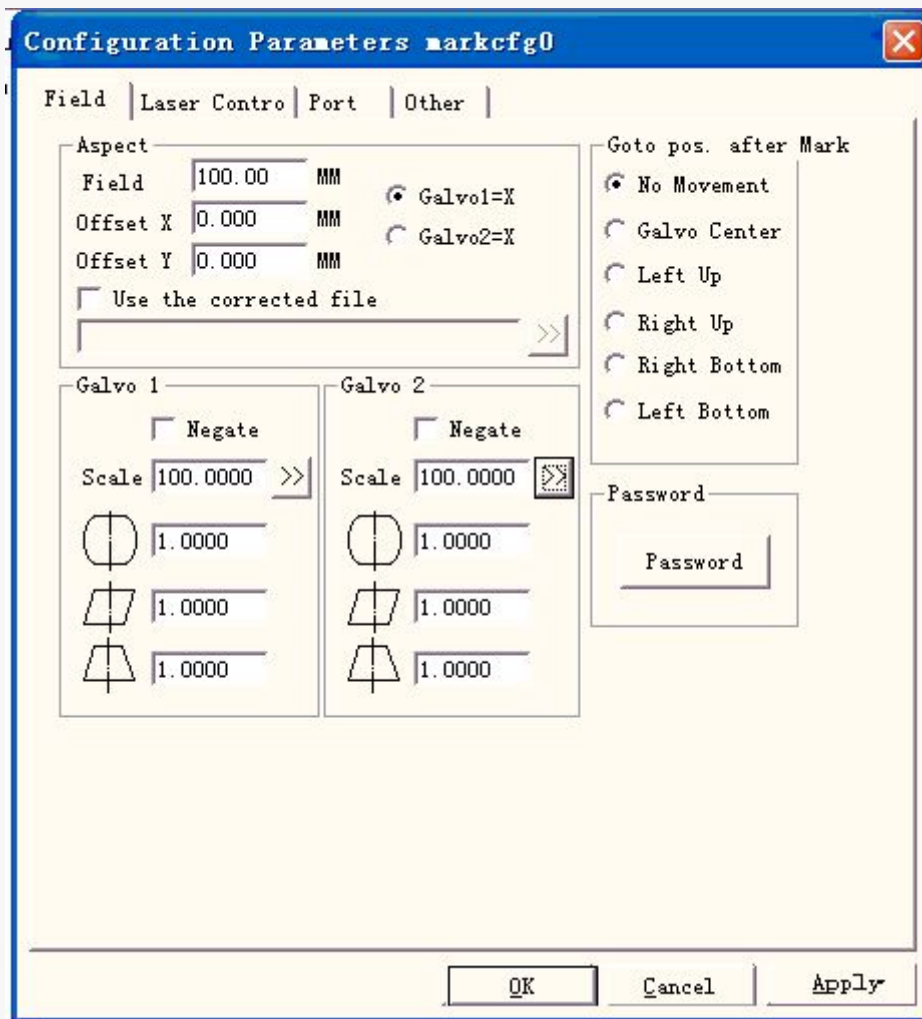 Configuration Parameters markcfg0
Field Laser Contro Port Other
Aspect
Field 100.00 MM
Offset X 0.000 MM
Offset Y 0.000 MM
Galvo1=X
Galvo2=X
Use the corrected file
>>
Goto pos. after Mark
No Movement
Galvo Center
Left Up
Right Up
Right Bottom
Left Bottom
Galvo 1
Negate
Scale 100.0000 >>
1.0000
1.0000
1.0000
Galvo 2
Negate
Scale 100.0000 >>
1.0000
1.0000
1.0000
Password
Password
OK Cancel Apply